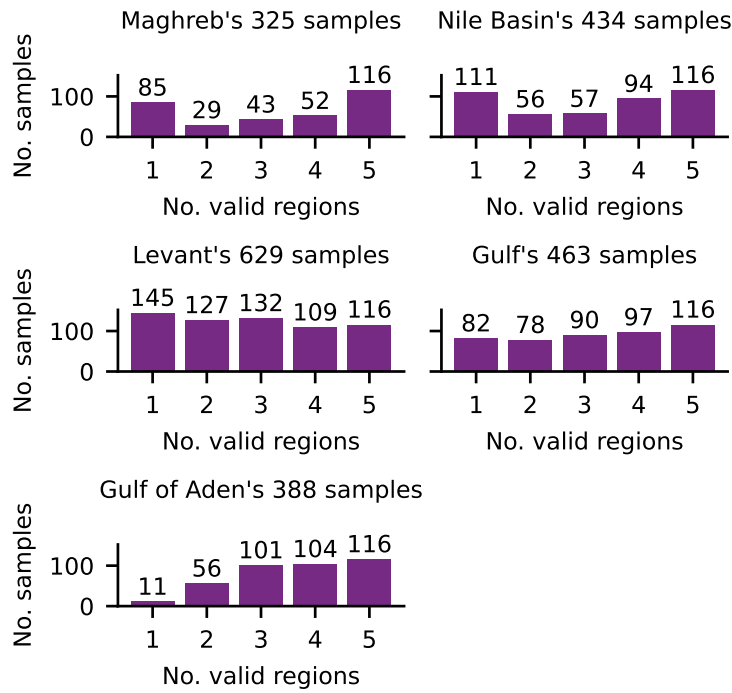 Maghreb's 325 samples
No. samples
100
0
85 29 43 52 116
1 2 3 4 5
No. valid regions
Nile Basin's 434 samples
111 56 57 94 116
1 2 3 4 5
No. valid regions
Levant's 629 samples
No. samples
100
0
145 127 132 109 116
1 2 3 4 5
No. valid regions
Gulf's 463 samples
82 78 90 97 116
1 2 3 4 5
No. valid regions
Gulf of Aden's 388 samples
No. samples
100
0
11 56 101 104 116
1 2 3 4 5
No. valid regions